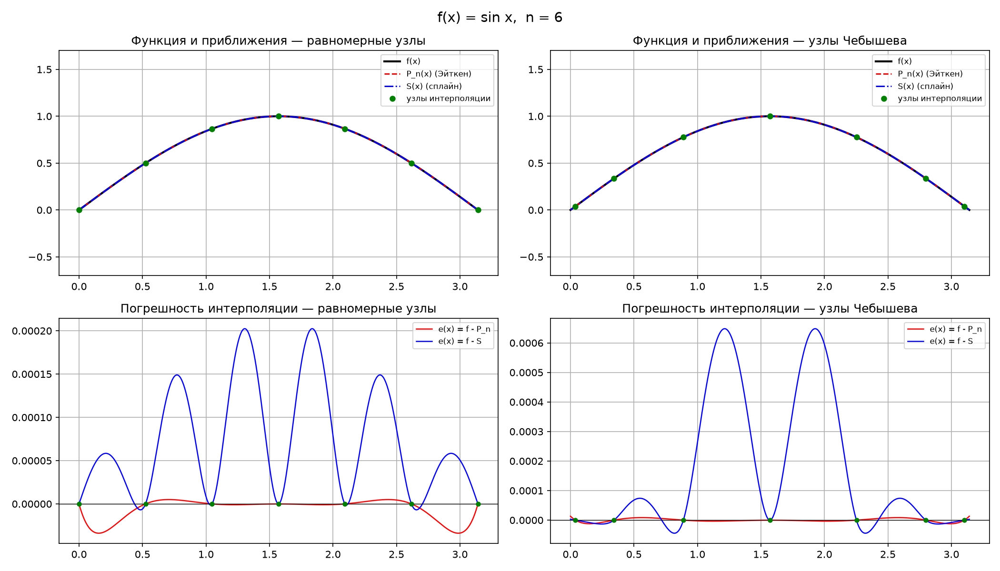 f(x) = sin x,  n = 6
Функция и приближения — равномерные узлы
1.5
1.0
0.5
0.0
−0.5
0.0 0.5 1.0 1.5 2.0 2.5 3.0
f(x)
P_n(x) (Эйткен)
S(x) (сплайн)
узлы интерполяции
Функция и приближения — узлы Чебышева
1.5
1.0
0.5
0.0
−0.5
0.0 0.5 1.0 1.5 2.0 2.5 3.0
f(x)
P_n(x) (Эйткен)
S(x) (сплайн)
узлы интерполяции
Погрешность интерполяции — равномерные узлы
0.00020
0.00015
0.00010
0.00005
0.00000
0.0 0.5 1.0 1.5 2.0 2.5 3.0
e(x) = f - P_n
e(x) = f - S
Погрешность интерполяции — узлы Чебышева
0.0006
0.0005
0.0004
0.0003
0.0002
0.0001
0.0000
0.0 0.5 1.0 1.5 2.0 2.5 3.0
e(x) = f - P_n
e(x) = f - S